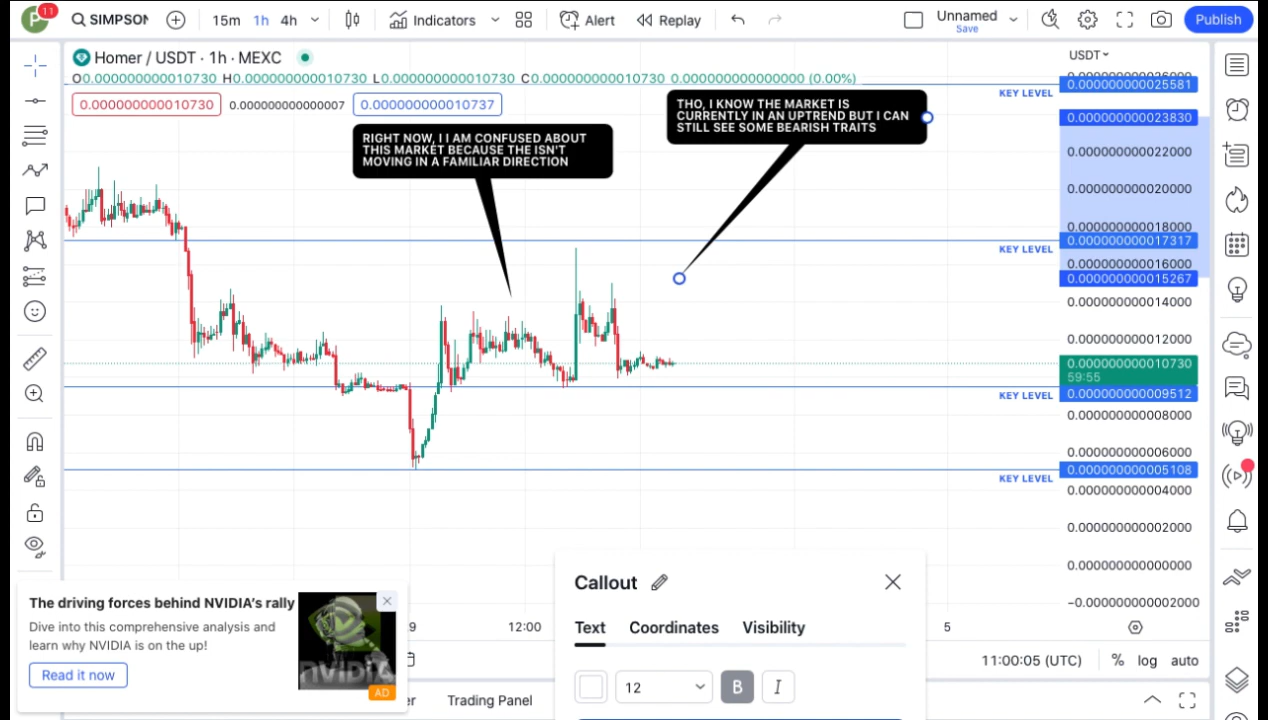 P 11
SIMPSON
15m 1h 4h
Indicators
Alert
Replay
Unnamed
Save
Publish
Homer / USDT · 1h · MEXC
O0.000000000010730 H0.000000000010730 L0.000000000010730 C0.000000000010730 0.000000000000000 (0.00%)
0.000000000010730
0.000000000000007
0.000000000010737
RIGHT NOW, I I AM CONFUSED ABOUT
THIS MARKET BECAUSE THE ISN'T
MOVING IN A FAMILIAR DIRECTION
THO, I KNOW THE MARKET IS
CURRENTLY IN AN UPTREND BUT I CAN
STILL SEE SOME BEARISH TRAITS
USDT
KEY LEVEL
0.000000000025581
0.000000000023830
0.000000000022000
0.000000000020000
0.000000000018000
KEY LEVEL
0.000000000017317
0.000000000016000
0.000000000015267
0.000000000014000
0.000000000012000
0.000000000010730
59:55
KEY LEVEL
0.000000000009512
0.000000000008000
0.000000000006000
KEY LEVEL
0.000000000005108
0.000000000004000
0.000000000002000
0.000000000000000
−0.000000000002000
9
12:00
5
11:00:05 (UTC)
%
log
auto
The driving forces behind NVIDIA's rally
Dive into this comprehensive analysis and
learn why NVIDIA is on the up!
Read it now
NVIDIA
AD
er
Trading Panel
Callout
Text
Coordinates
Visibility
12
B
I